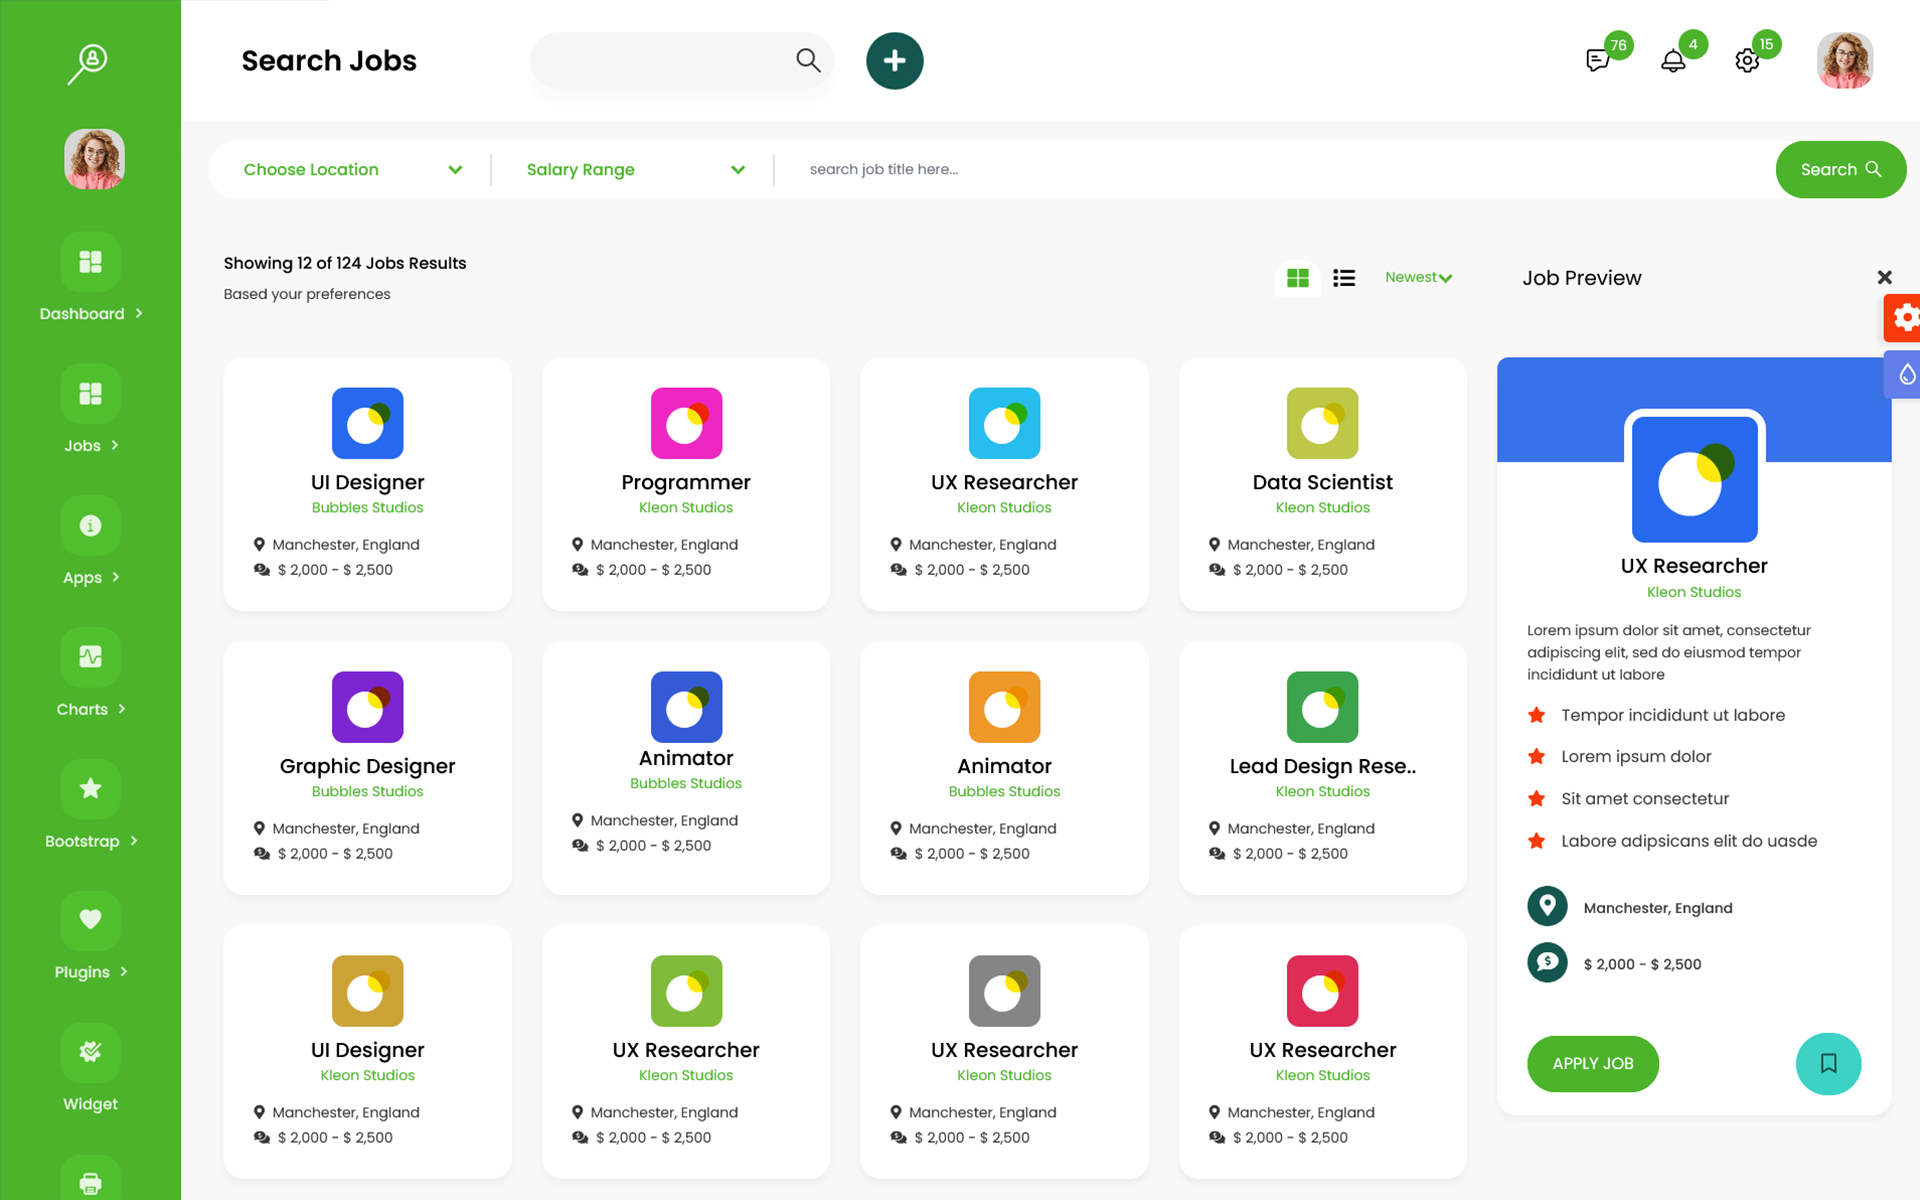 Search Jobs
76
4
15
Choose Location
Salary Range
search job title here...
Search
Showing 12 of 124 Jobs Results
Based your preferences
Newest
Job Preview
Dashboard
Jobs
Apps
Charts
Bootstrap
Plugins
Widget
UI Designer
Bubbles Studios
Manchester, England
$ 2,000 - $ 2,500
Programmer
Kleon Studios
Manchester, England
$ 2,000 - $ 2,500
UX Researcher
Kleon Studios
Manchester, England
$ 2,000 - $ 2,500
Data Scientist
Kleon Studios
Manchester, England
$ 2,000 - $ 2,500
Graphic Designer
Bubbles Studios
Manchester, England
$ 2,000 - $ 2,500
Animator
Bubbles Studios
Manchester, England
$ 2,000 - $ 2,500
Animator
Bubbles Studios
Manchester, England
$ 2,000 - $ 2,500
Lead Design Rese..
Kleon Studios
Manchester, England
$ 2,000 - $ 2,500
UI Designer
Kleon Studios
Manchester, England
$ 2,000 - $ 2,500
UX Researcher
Kleon Studios
Manchester, England
$ 2,000 - $ 2,500
UX Researcher
Kleon Studios
Manchester, England
$ 2,000 - $ 2,500
UX Researcher
Kleon Studios
Manchester, England
$ 2,000 - $ 2,500
UX Researcher
Kleon Studios
Lorem ipsum dolor sit amet, consectetur
adipiscing elit, sed do eiusmod tempor
incididunt ut labore
Tempor incididunt ut labore
Lorem ipsum dolor
Sit amet consectetur
Labore adipsicans elit do uasde
Manchester, England
$ 2,000 - $ 2,500
APPLY JOB